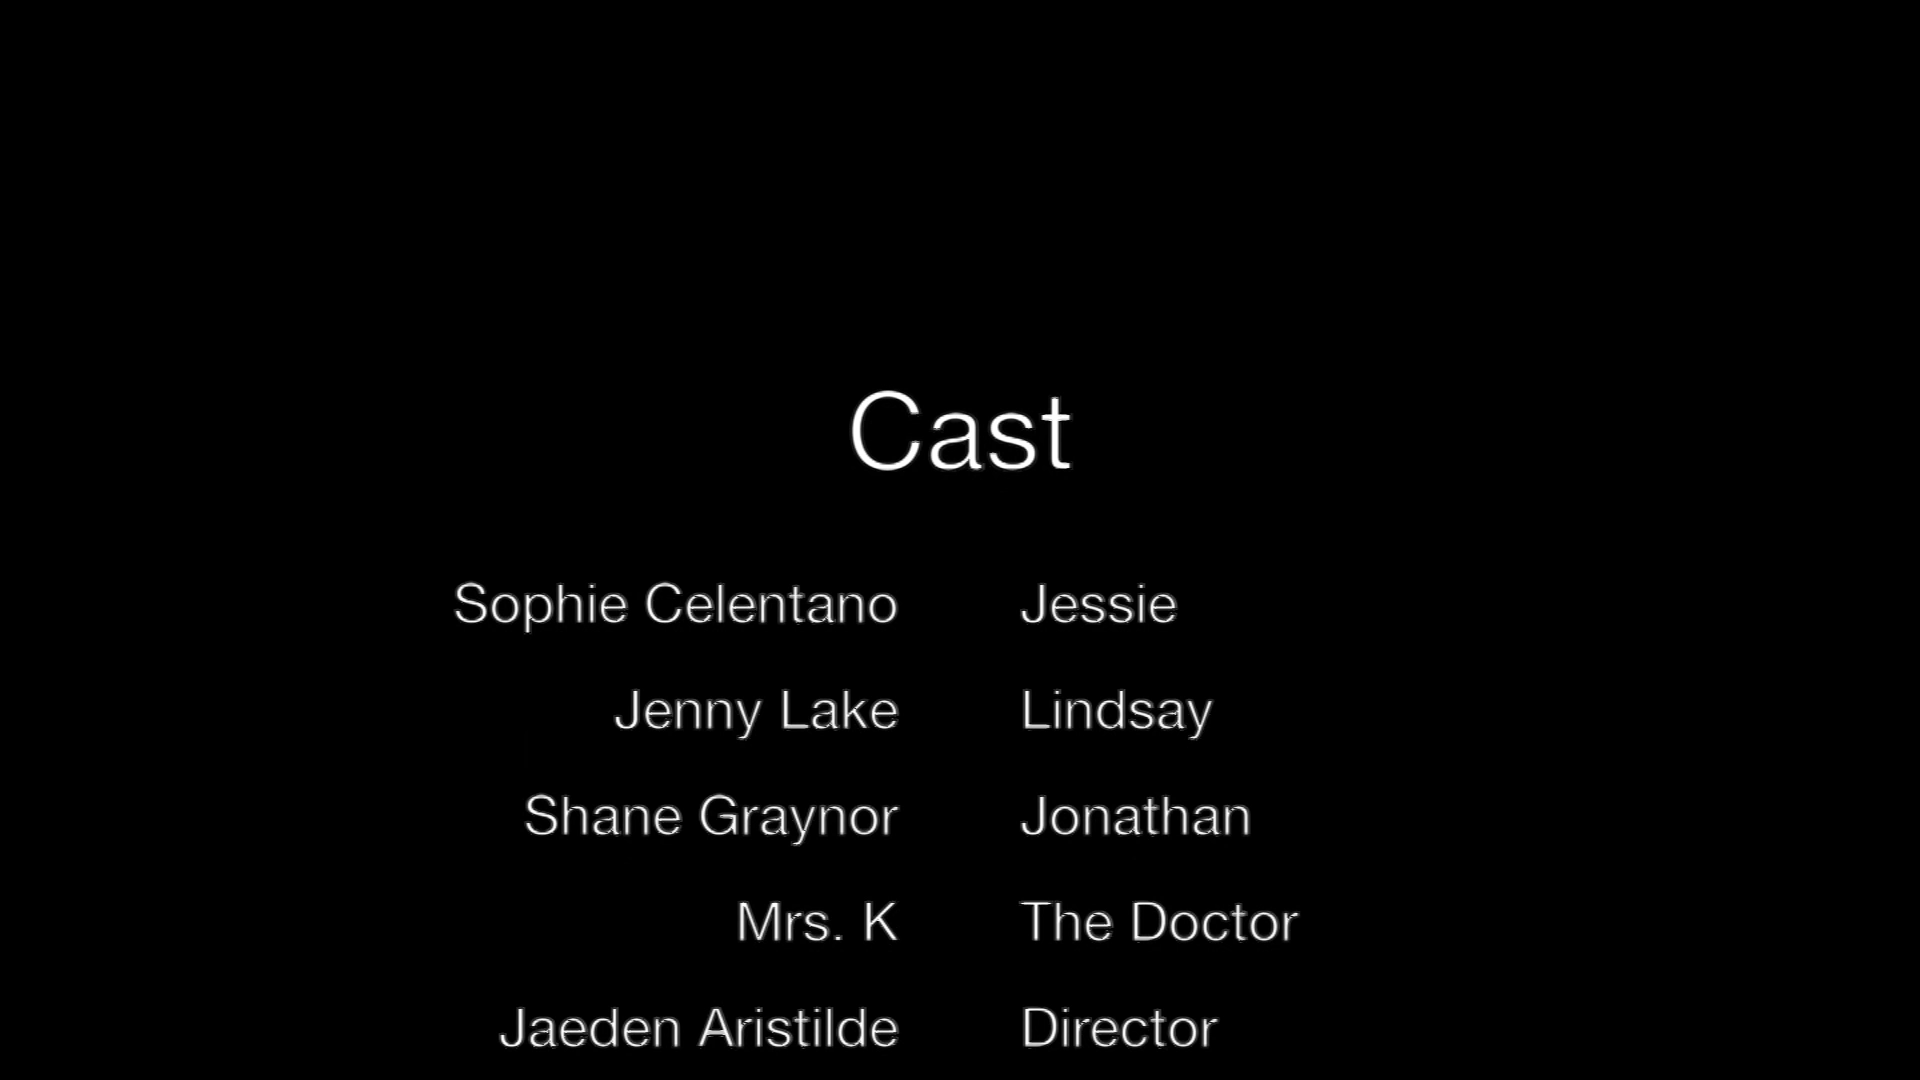 Cast
Sophie Celentano Jessie
Jenny Lake Lindsay
Shane Graynor Jonathan
Mrs. K The Doctor
Jaeden Aristilde Director